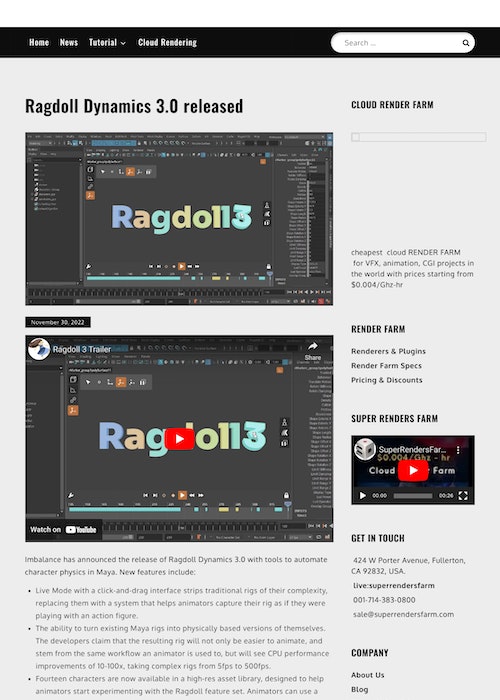 Home News Tutorial Cloud Rendering Search ...
Ragdoll Dynamics 3.0 released
Ragdoll3
November 30, 2022
Ragdoll 3 Trailer
Share
Ragdoll3
Watch on YouTube
Imbalance has announced the release of Ragdoll Dynamics 3.0 with tools to automate
character physics in Maya. New features include:
Live Mode with a click-and-drag interface strips traditional rigs of their complexity,
replacing them with a system that helps animators capture their rig as if they were
playing with an action figure.
The ability to turn existing Maya rigs into physically based versions of themselves.
The developers claim that the resulting rig will not only be easier to animate, and
stem from the same workflow an animator is used to, but will see CPU performance
improvements of 10-100x, taking complex rigs from 5fps to 500fps.
Fourteen characters are now available in a high-res asset library, designed to help
animators start experimenting with the Ragdoll feature set. Animators can use a
CLOUD RENDER FARM
cheapest cloud RENDER FARM
for VFX, animation, CGI projects in
the world with prices starting from
$0.004/Ghz-hr
RENDER FARM
Renderers & Plugins
Render Farm Specs
Pricing & Discounts
SUPER RENDERS FARM
SuperRendersFar...
$0.004/Ghz - hr
Cloud Farm
00:00 00:26
GET IN TOUCH
424 W Porter Avenue, Fullerton,
CA 92832, USA.
live:superrendersfarm
001-714-383-0800
sale@superrendersfarm.com
COMPANY
About Us
Blog